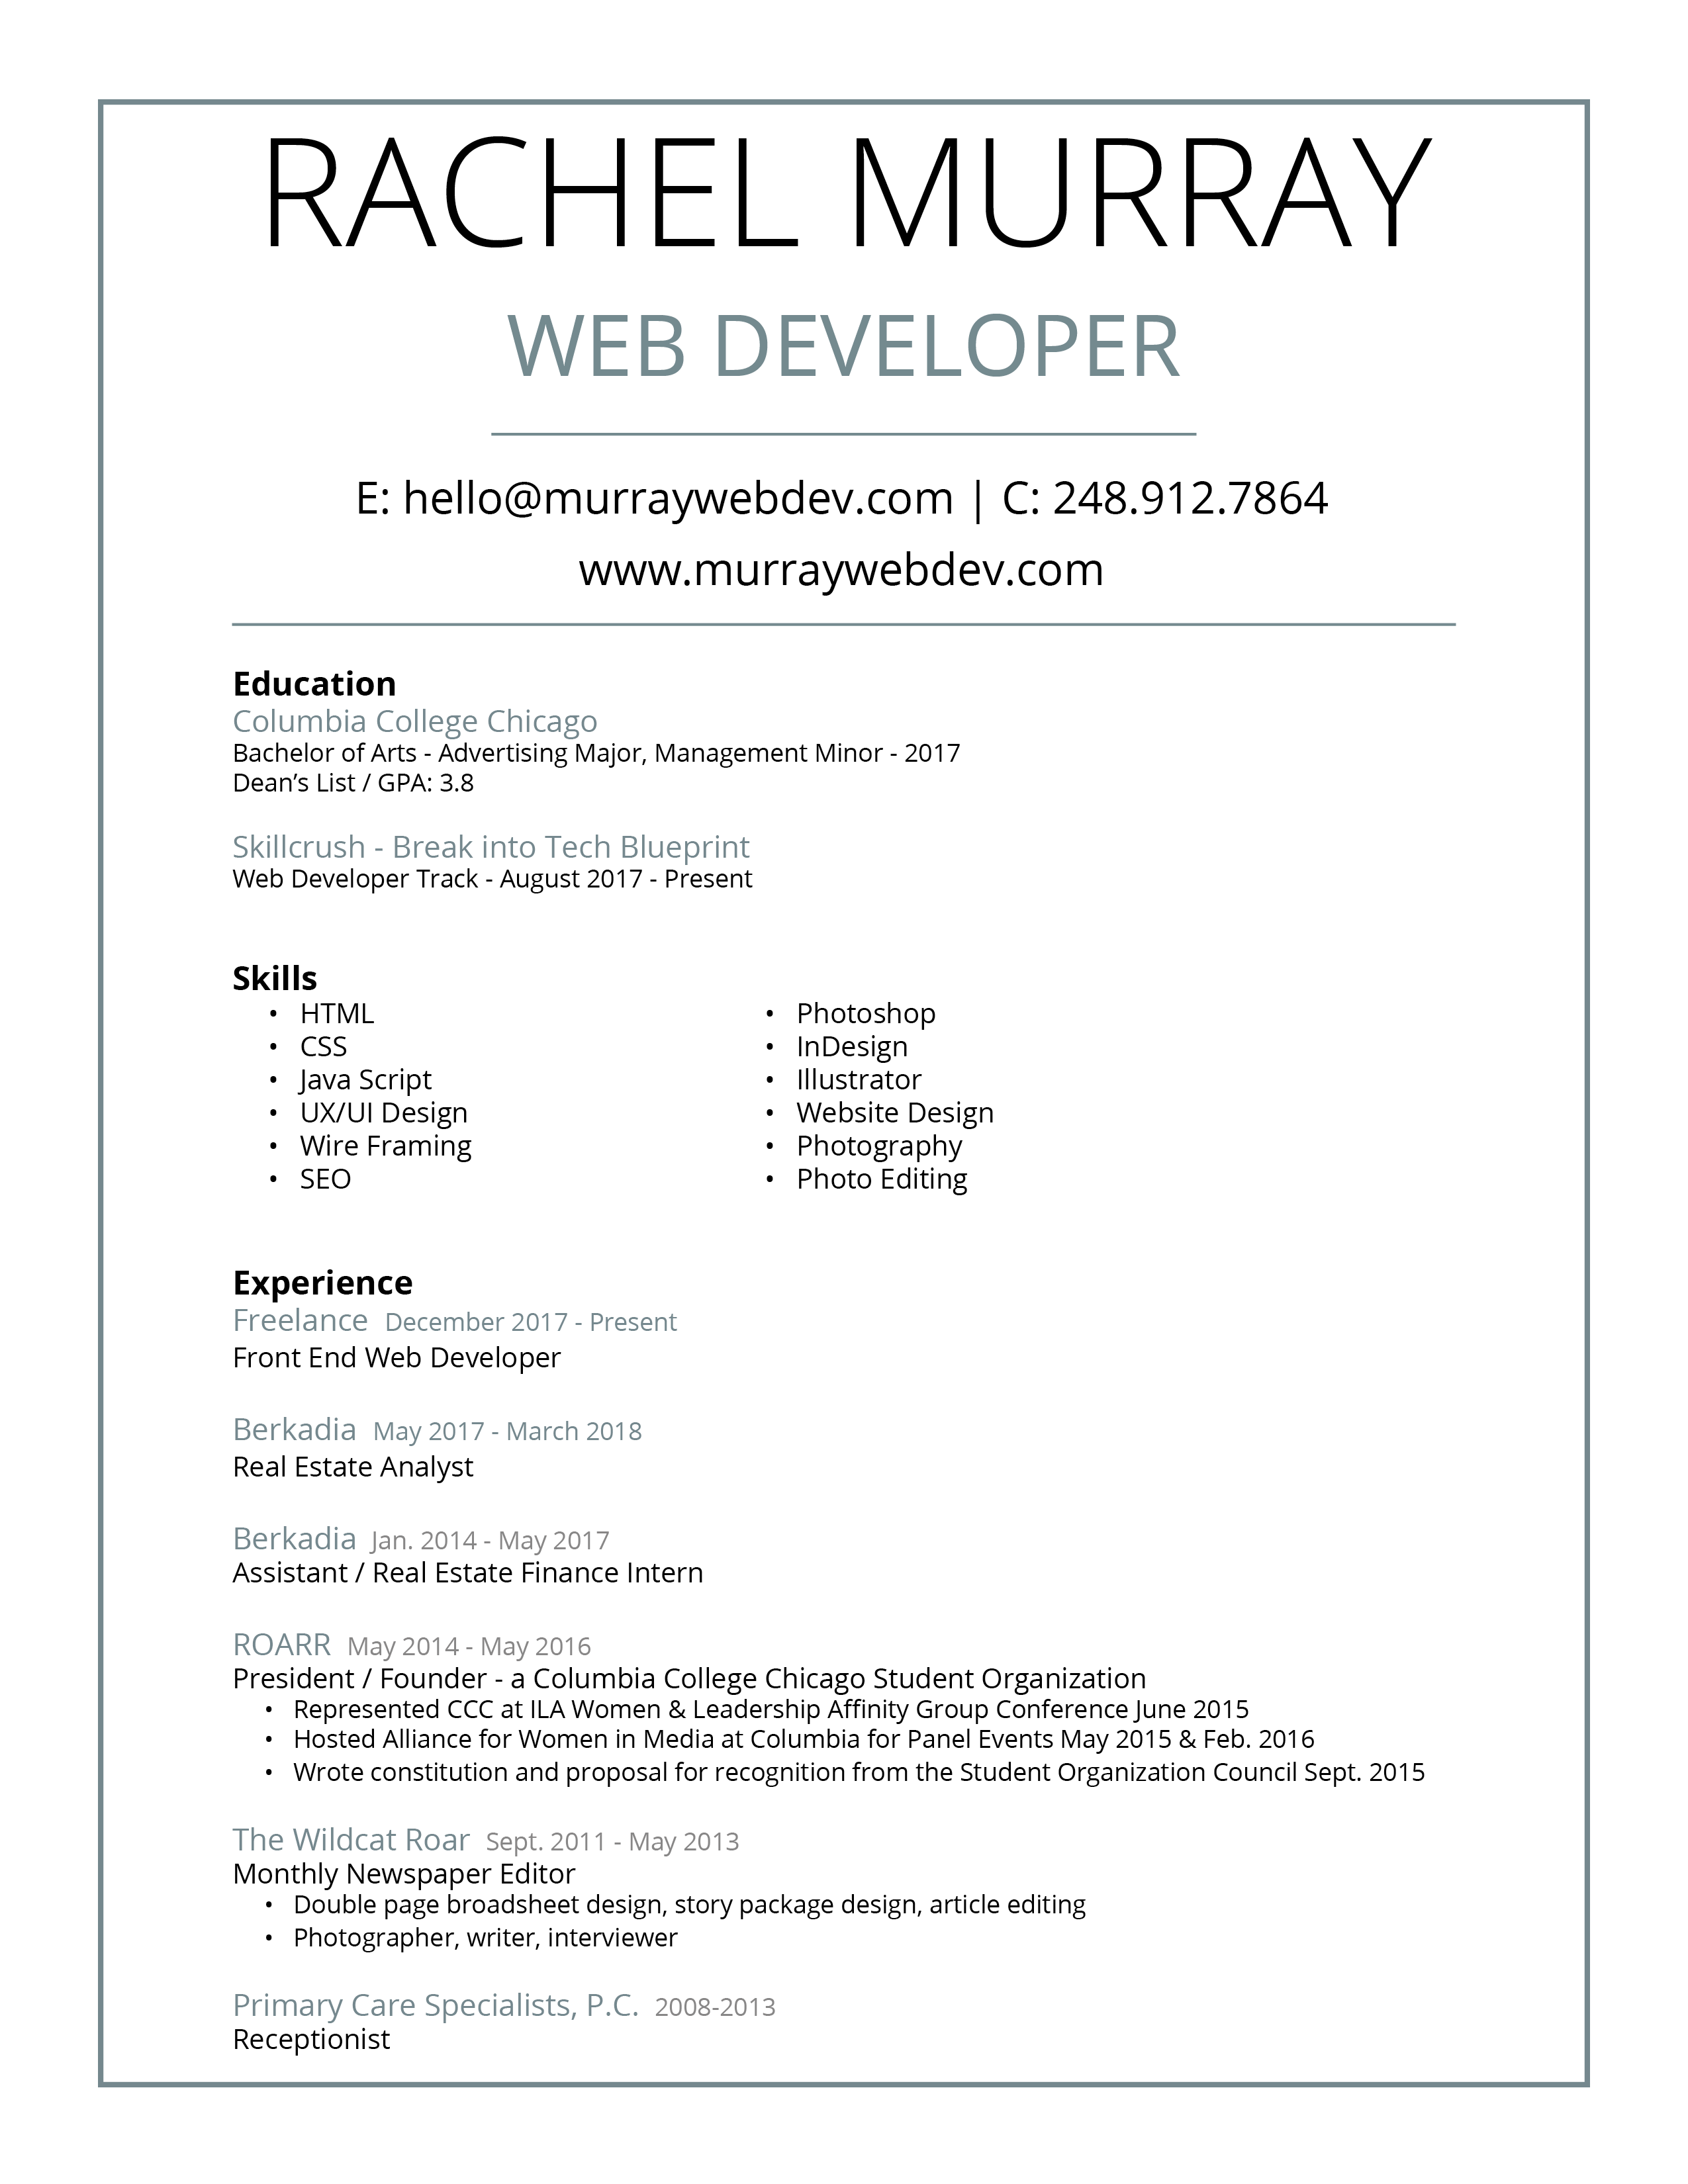 RACHEL MURRAY
WEB DEVELOPER
E: hello@murraywebdev.com | C: 248.912.7864
www.murraywebdev.com
Education
Columbia College Chicago
Bachelor of Arts - Advertising Major, Management Minor - 2017
Dean’s List / GPA: 3.8
Skillcrush - Break into Tech Blueprint
Web Developer Track - August 2017 - Present
Skills
• HTML
• CSS
• Java Script
• UX/UI Design
• Wire Framing
• SEO
• Photoshop
• InDesign
• Illustrator
• Website Design
• Photography
• Photo Editing
Experience
Freelance December 2017 - Present
Front End Web Developer
Berkadia May 2017 - March 2018
Real Estate Analyst
Berkadia Jan. 2014 - May 2017
Assistant / Real Estate Finance Intern
ROARR May 2014 - May 2016
President / Founder - a Columbia College Chicago Student Organization
• Represented CCC at ILA Women & Leadership Affinity Group Conference June 2015
• Hosted Alliance for Women in Media at Columbia for Panel Events May 2015 & Feb. 2016
• Wrote constitution and proposal for recognition from the Student Organization Council Sept. 2015
The Wildcat Roar Sept. 2011 - May 2013
Monthly Newspaper Editor
• Double page broadsheet design, story package design, article editing
• Photographer, writer, interviewer
Primary Care Specialists, P.C. 2008-2013
Receptionist